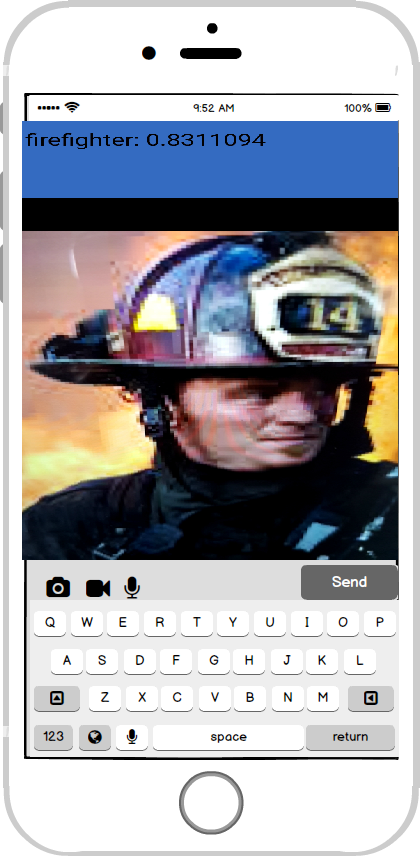 9:52 AM 100%
firefighter: 0.8311094
14
Send
Q W E R T Y U I O P
A S D F G H J K L
Z X C V B N M
123 space return